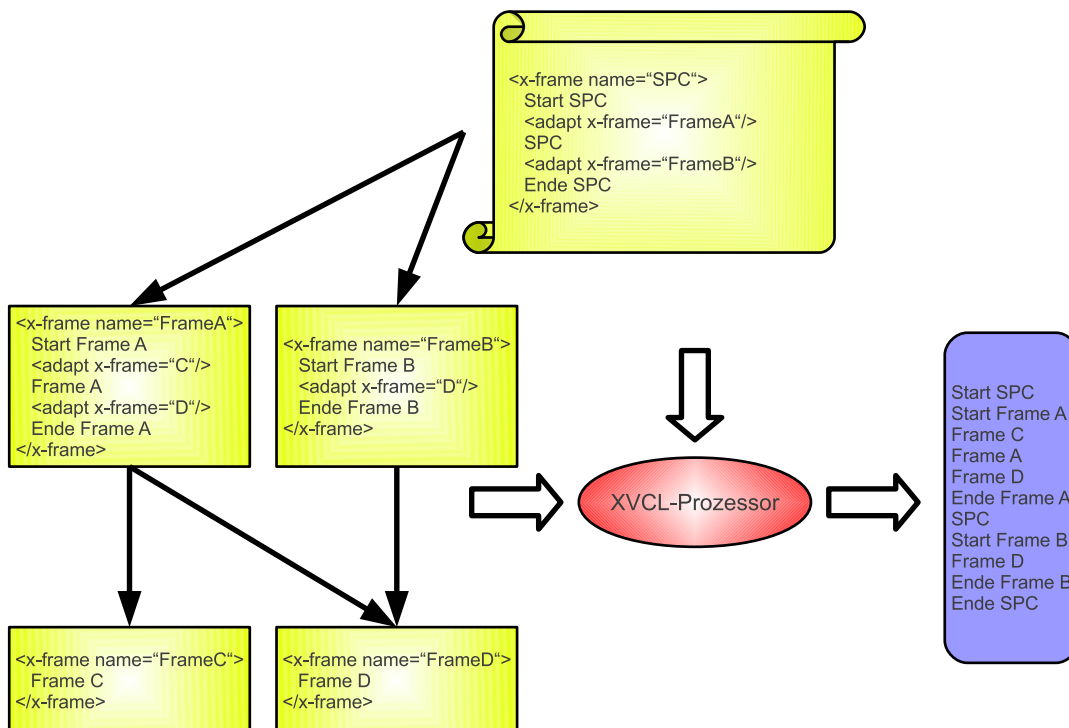 <x-frame name=“SPC“>
Start SPC
<adapt x-frame=“FrameA“/>
SPC
<adapt x-frame=“FrameB“/>
Ende SPC
</x-frame>
<x-frame name=“FrameA“>
Start Frame A
<adapt x-frame=“C“/>
Frame A
<adapt x-frame=“D“/>
Ende Frame A
</x-frame>
<x-frame name=“FrameB“>
Start Frame B
<adapt x-frame=“D“/>
Ende Frame B
</x-frame>
XVCL-Prozessor
Start SPC
Start Frame A
Frame C
Frame A
Frame D
Ende Frame A
SPC
Start Frame B
Frame D
Ende Frame B
Ende SPC
<x-frame name=“FrameC“>
Frame C
</x-frame>
<x-frame name=“FrameD“>
Frame D
</x-frame>